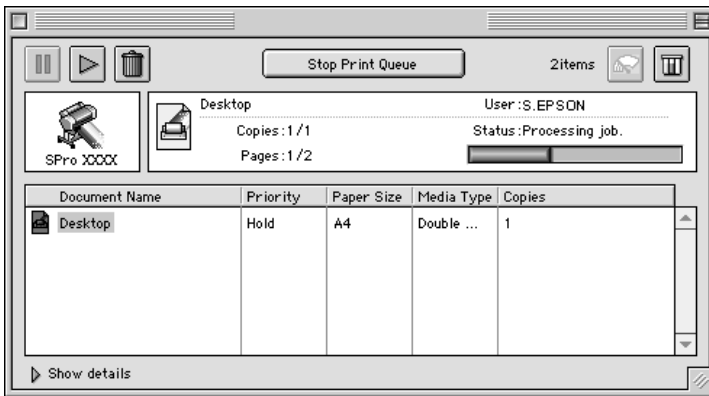 Stop Print Queue 2items
Desktop User:S.EPSON
Copies:1/1 Status:Processing job.
SPro XXXX Pages:1/2
Document Name Priority Paper Size Media Type Copies
Desktop Hold A4 Double ... 1
Show details